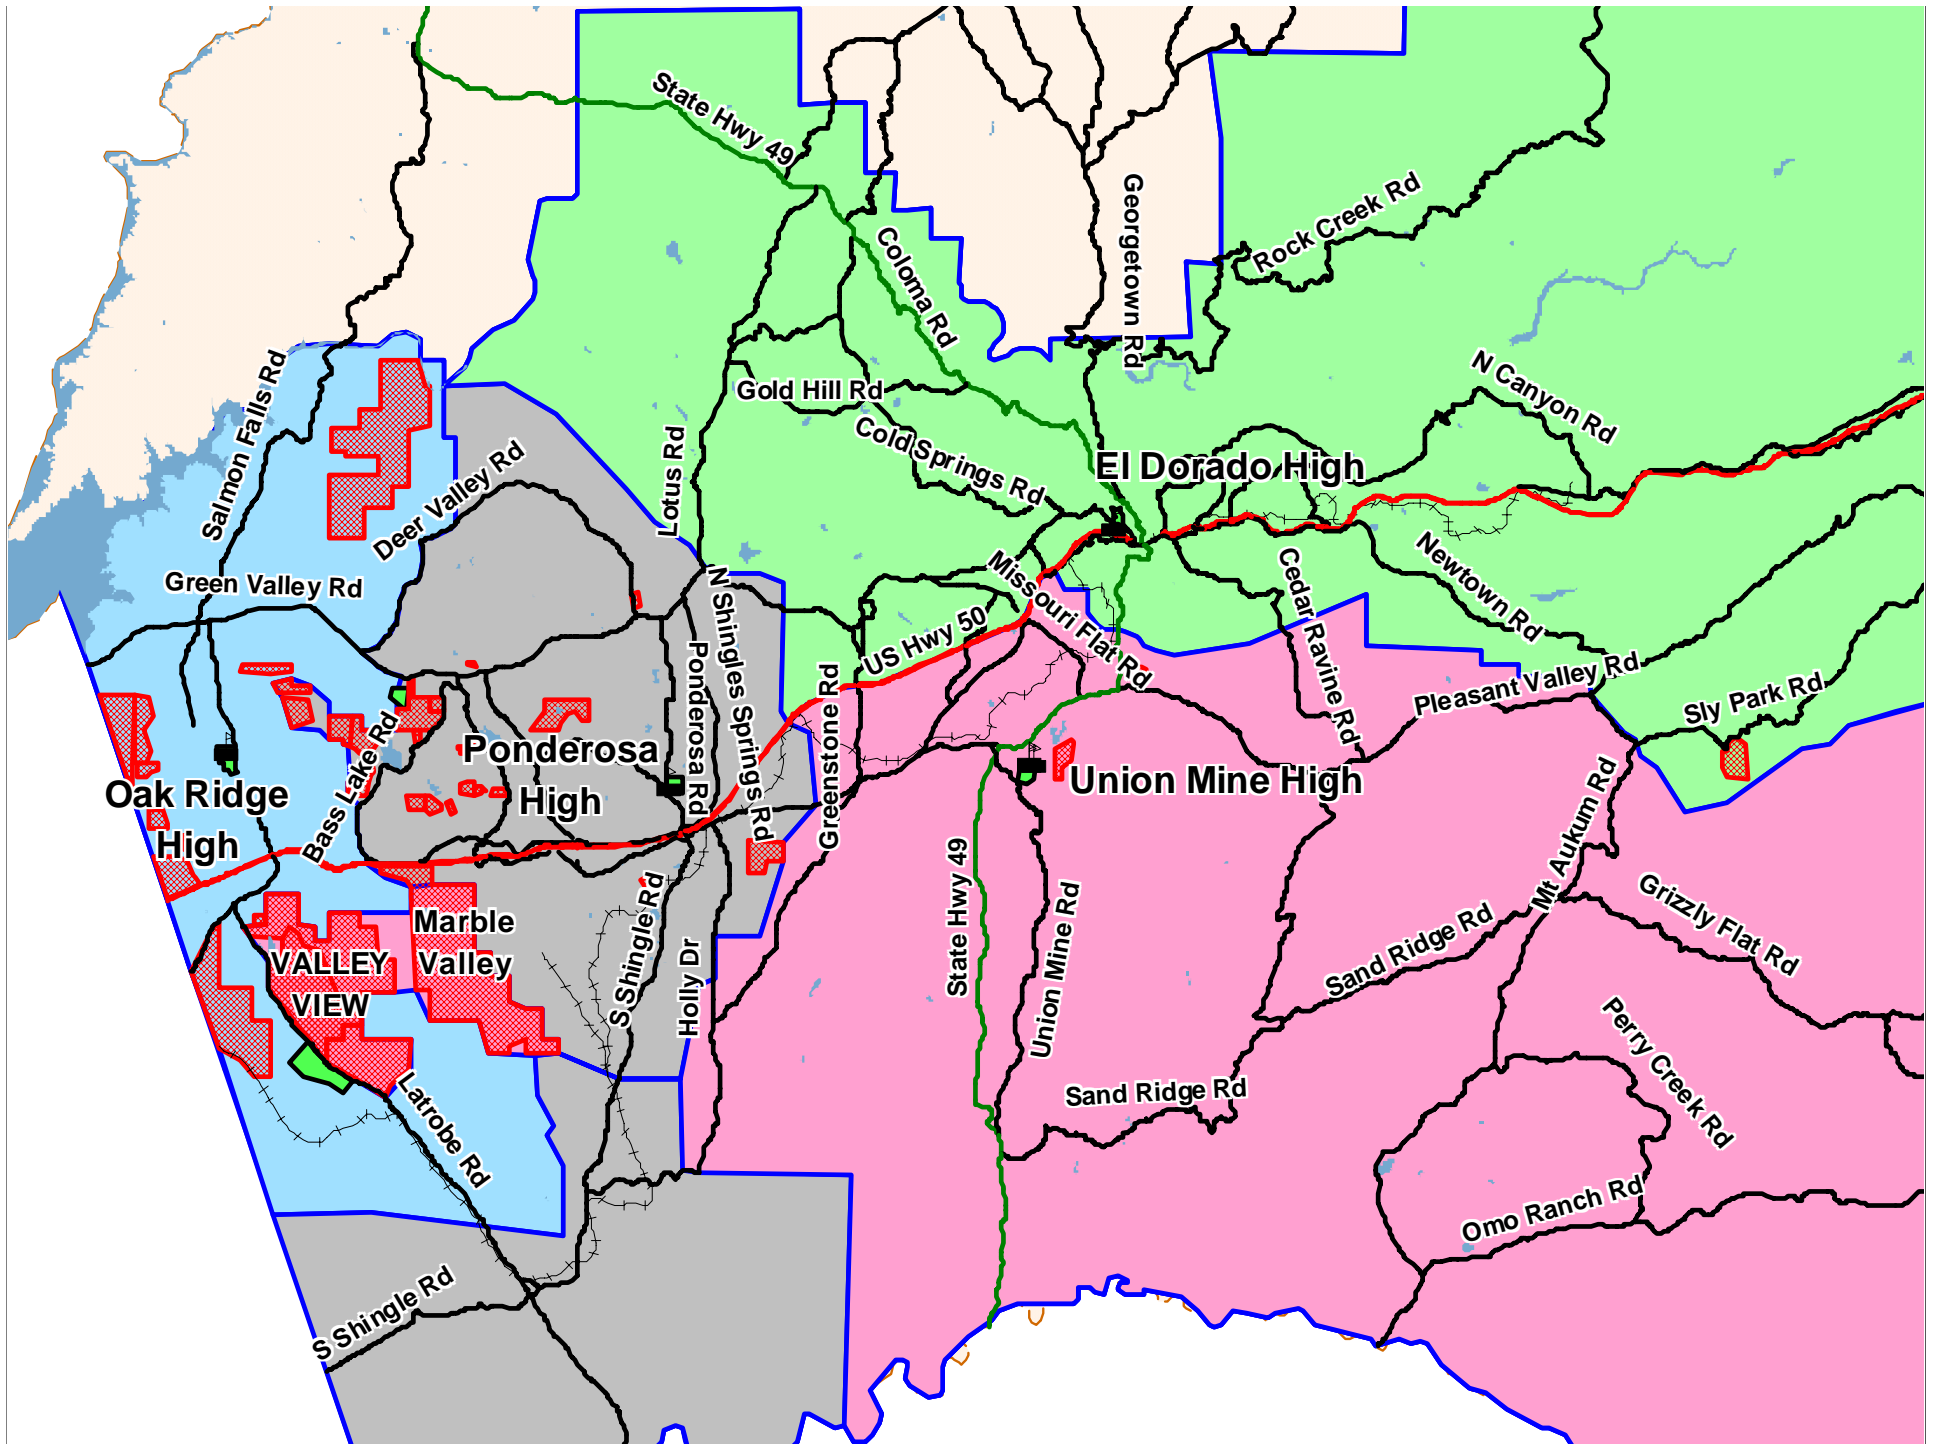 State Hwy 49
Georgetown Rd
Rock Creek Rd
Coloma Rd
Salmon Falls Rd
Gold Hill Rd
N Canyon Rd
Cold Springs Rd
Lotus Rd
Deer Valley Rd
El Dorado High
Green Valley Rd
Missouri Flat Rd
Cedar Ravine Rd
Newtown Rd
N Shingles Springs Rd
Ponderosa Rd
US Hwy 50
Greenstone Rd
Pleasant Valley Rd
Sly Park Rd
Bass Lake Rd
Ponderosa
High
Oak Ridge
High
Union Mine High
Mt Aukum Rd
Marble
Valley
VALLEY
VIEW
S Shingle Rd
Holly Dr
State Hwy 49
Union Mine Rd
Sand Ridge Rd
Grizzly Flat Rd
Perry Creek Rd
Sand Ridge Rd
Latrobe Rd
Omo Ranch Rd
S Shingle Rd